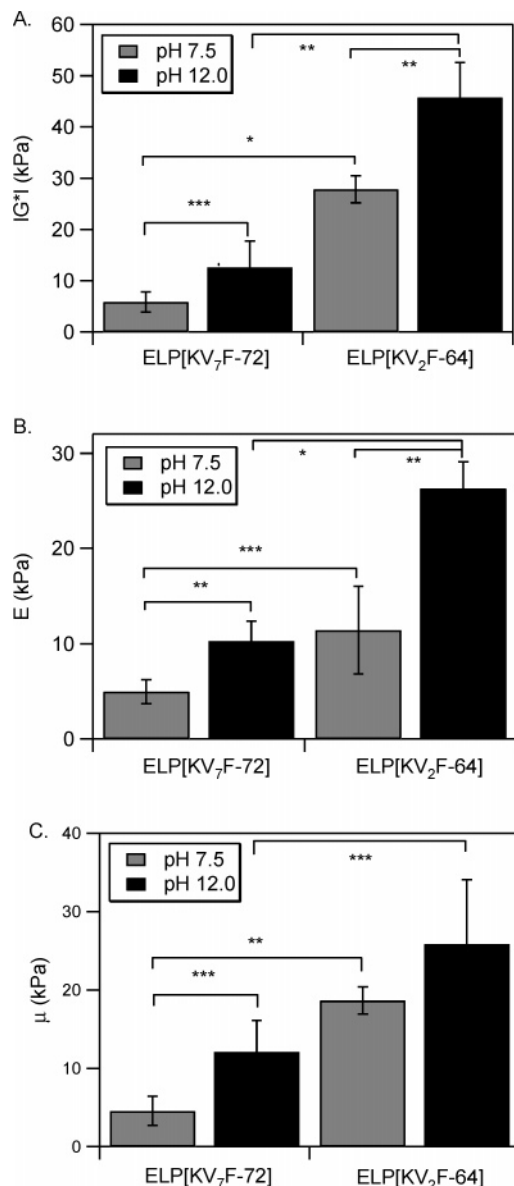 A.
60
50
40
30
20
10
0
IG*I (kPa)
pH 7.5
pH 12.0
**
**
*
***
ELP[KV₇F-72] ELP[KV₂F-64]
B.
30
20
10
0
E (kPa)
pH 7.5
pH 12.0
*
**
***
**
ELP[KV₇F-72] ELP[KV₂F-64]
C.
40
30
20
10
0
μ (kPa)
pH 7.5
pH 12.0
***
**
***
ELP[KV₇F-72] ELP[KV₂F-64]